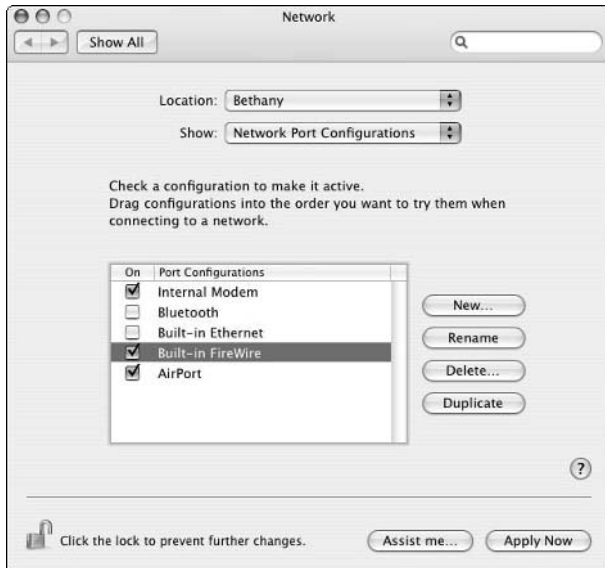 Network
Show All
Location: Bethany
Show: Network Port Configurations
Check a configuration to make it active.
Drag configurations into the order you want to try them when
connecting to a network.
On Port Configurations
Internal Modem
Bluetooth
Built-in Ethernet
Built-in FireWire
AirPort
New...
Rename
Delete...
Duplicate
?
Click the lock to prevent further changes.
Assist me...
Apply Now